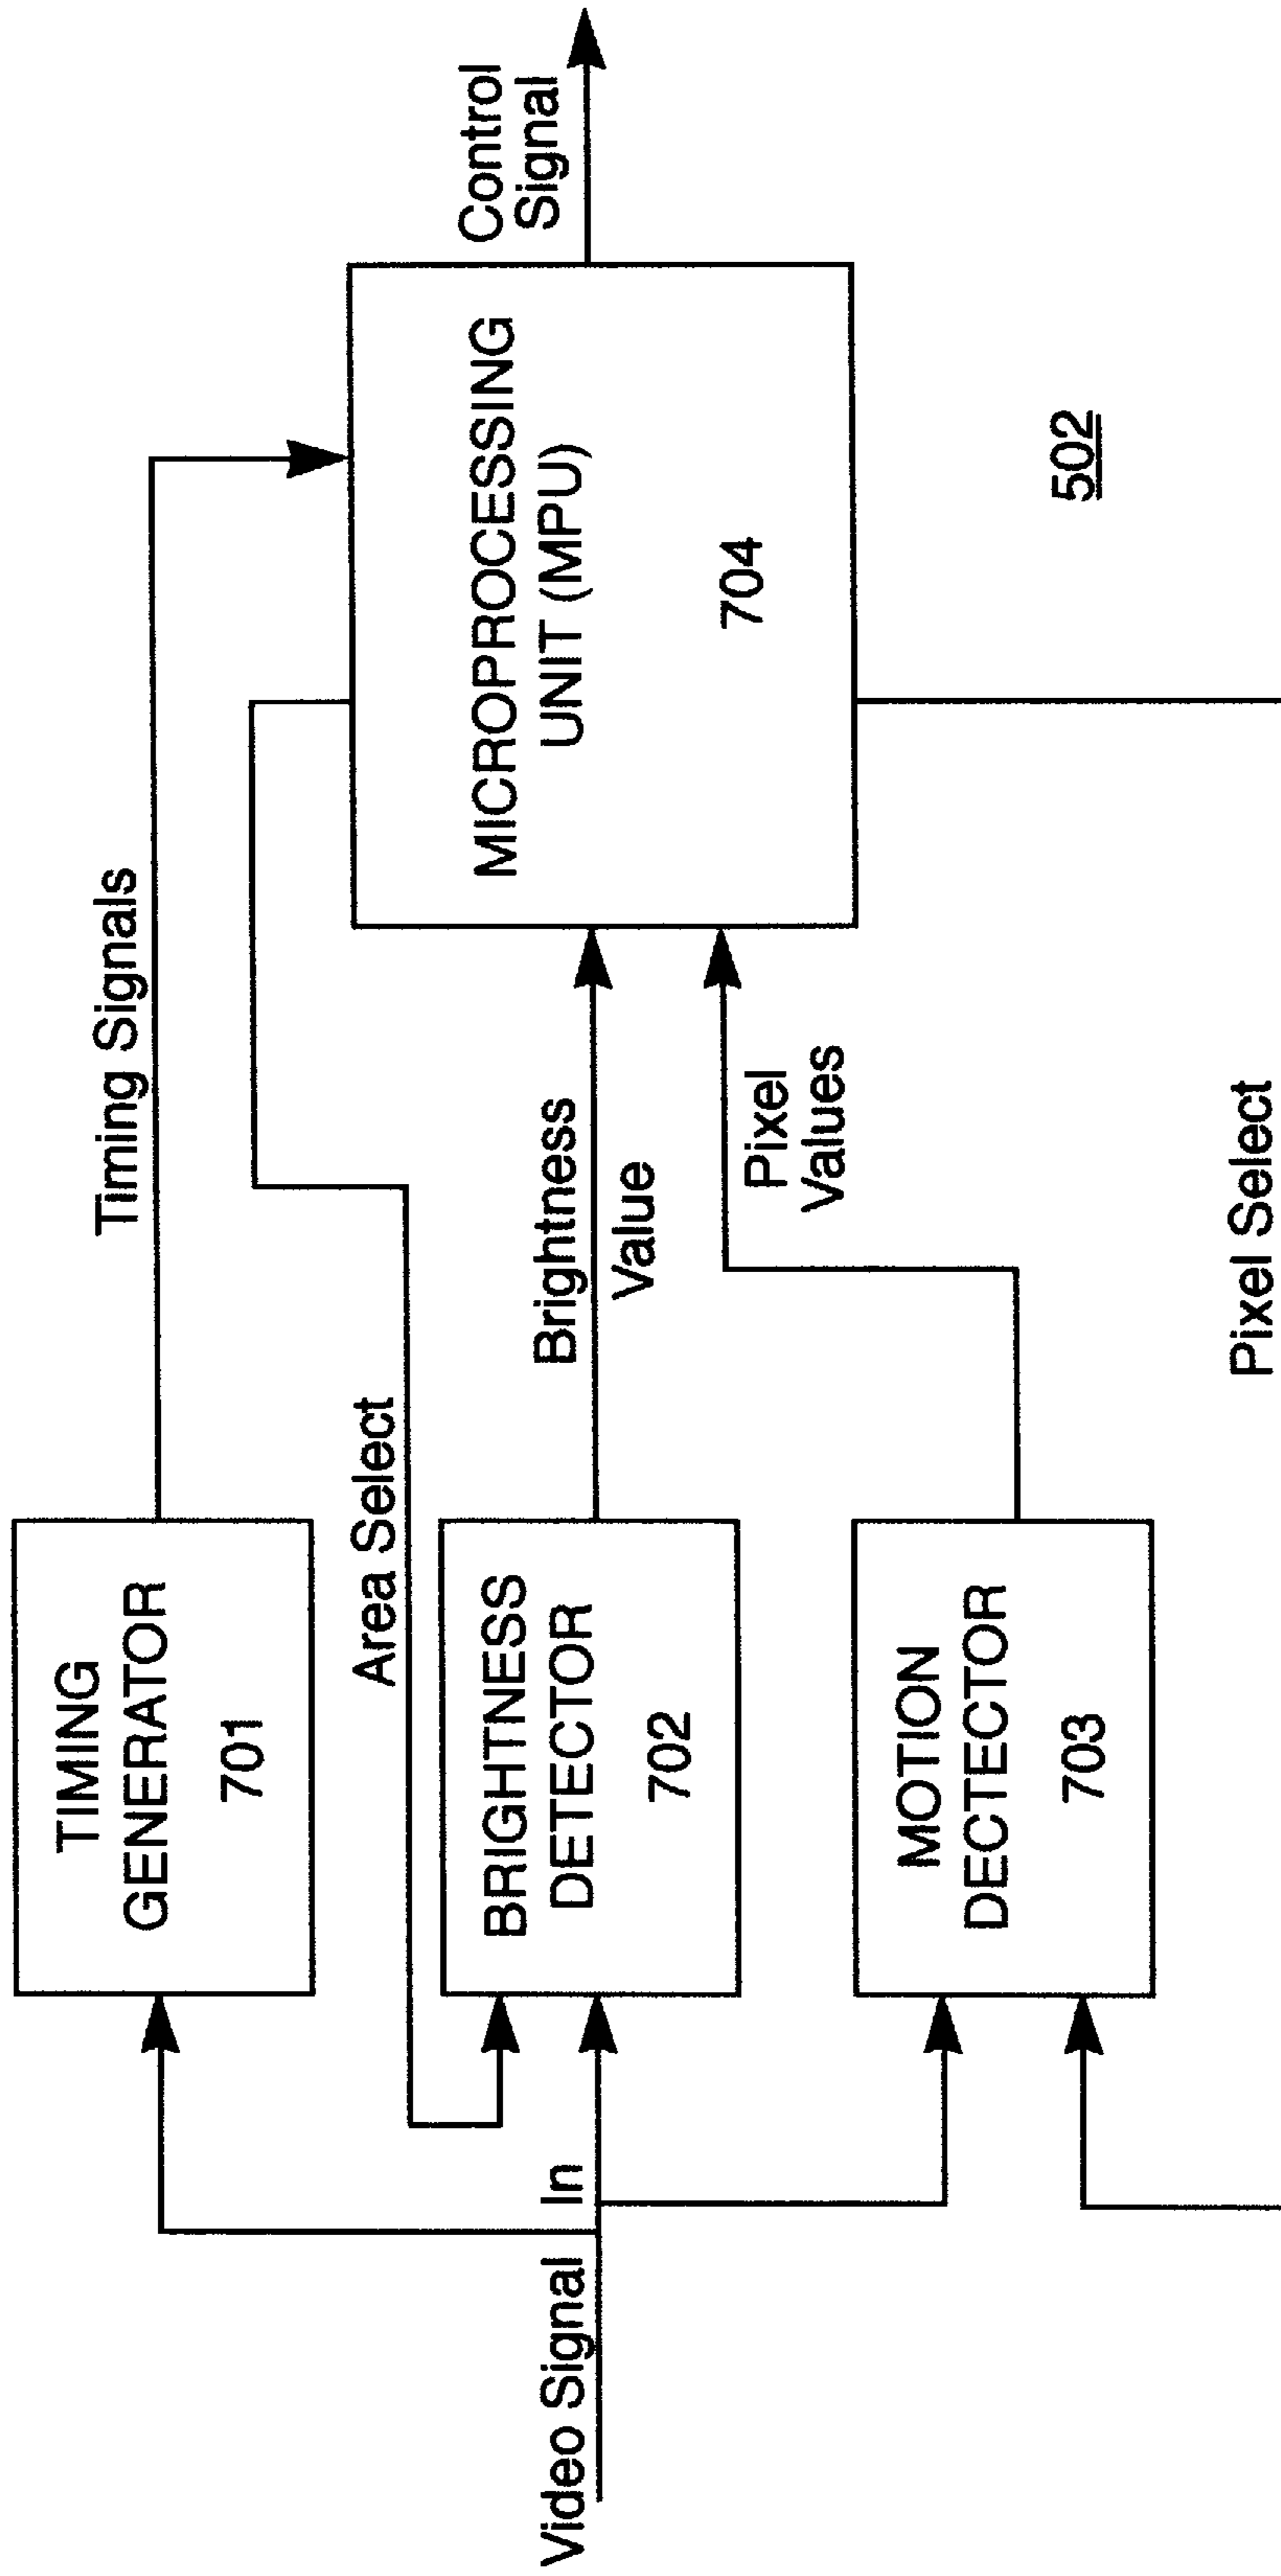 Timing Signals
TIMING
GENERATOR
701
Area Select
Control
Signal
MICROPROCESSING
UNIT (MPU)
704
Video Signal In
BRIGHTNESS
DETECTOR
702
Brightness
Value
Pixel
Values
MOTION
DECTECTOR
703
502
Pixel Select